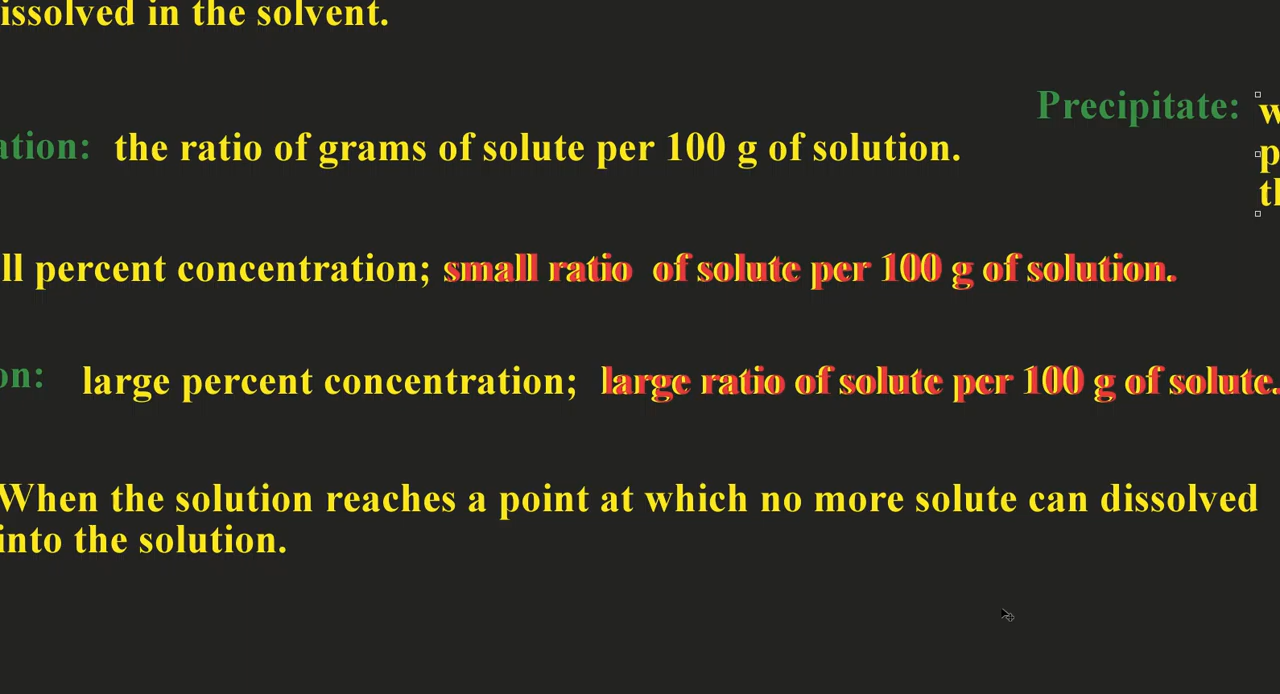 issolved in the solvent.
Precipitate:
ation: the ratio of grams of solute per 100 g of solution.
ll percent concentration; small ratio of solute per 100 g of solution.
on: large percent concentration; large ratio of solute per 100 g of solute.
When the solution reaches a point at which no more solute can dissolved
into the solution.